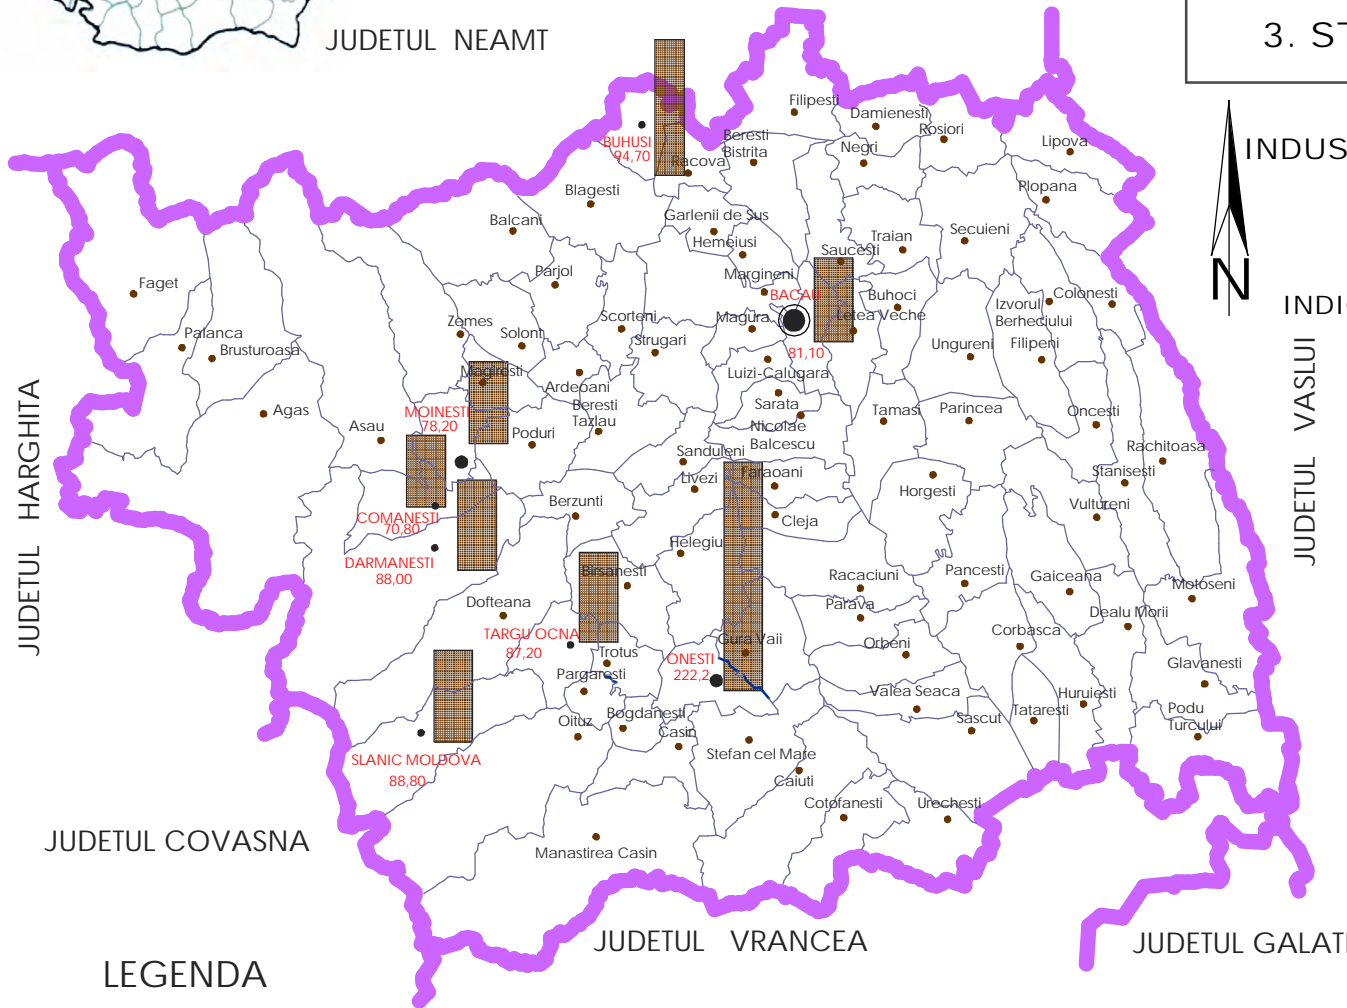 3. ST
JUDETUL NEAMT
INDUS
N
INDI
JUDETUL HARGHITA
JUDETUL VASLUI
Filipesti
Damienesti
Rosiori
Lipova
BUHUSI
94,70
Beresti
Bistrita
Negri
Racova
Plopana
Blagesti
Balcani
Garlenii de Sus
Hemeiusi
Traian
Secuieni
Saucesti
Parjol
Margineni
Faget
BACAU
Buhoci
Izvorul
Berheciului
Colonesti
Palanca
Brusturoasa
Zemes
Solont
Scorteni
Strugari
Magura
Letea Veche
81,10
Ungureni
Filipeni
Magiresti
Ardeoani
Luizi-Calugara
Agas
Asau
MOINESTI
78,20
Poduri
Beresti
Tazlau
Sarata
Nicolae
Balcescu
Tamasi
Parincea
Oncesti
Rachitoasa
Sanduleni
Livezi
Faraoani
Horgesti
Stanisesti
Vultureni
COMANESTI
70,80
Berzunti
Cleja
DARMANESTI
88,00
Helegiu
Birsanesti
Racaciuni
Pancesti
Gaiceana
Motoseni
Dofteana
Parava
Dealu Morii
TARGU OCNA
87,20
Trotus
Gura Vaii
Orbeni
Corbasca
ONESTI
222,2
Pargaresti
Glavanesti
Valea Seaca
Huruiesti
Oituz
Bogdanesti
Casin
Sascut
Tataresti
Podu
Turcului
SLANIC MOLDOVA
88,80
Stefan cel Mare
Caiuti
Cotofanesti
Urechesti
JUDETUL COVASNA
Manastirea Casin
JUDETUL VRANCEA
JUDETUL GALATI
LEGENDA